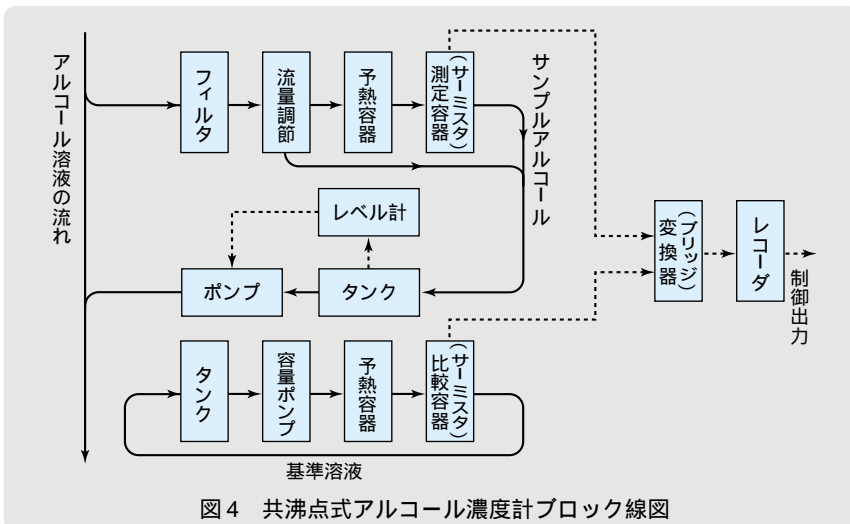 アルコール溶液の流れ
フィルタ
流量調節
予熱容器
測定容器
(サーミスタ)
サンプルアルコール
レベル計
ポンプ
タンク
変換器
(ブリッジ)
レコーダ
制御出力
タンク
容量ポンプ
予熱容器
比較容器
(サーミスタ)
基準溶液
図4 共沸点式アルコール濃度計ブロック線図